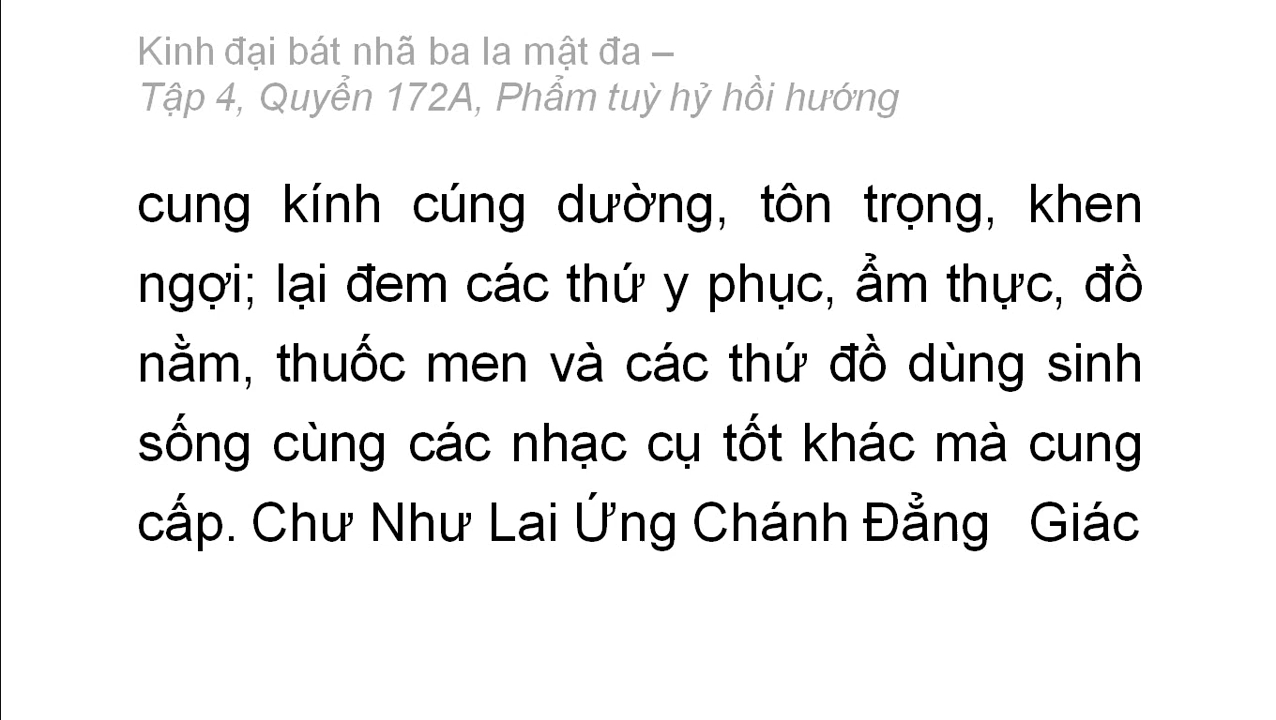 Kinh đại bát nhã ba la mật đa –
Tập 4, Quyển 172A, Phẩm tuỳ hỷ hồi hướng
cung kính cúng dường, tôn trọng, khen
ngợi; lại đem các thứ y phục, ẩm thực, đồ
nằm, thuốc men và các thứ đồ dùng sinh
sống cùng các nhạc cụ tốt khác mà cung
cấp. Chư Như Lai Ứng Chánh Đẳng Giác